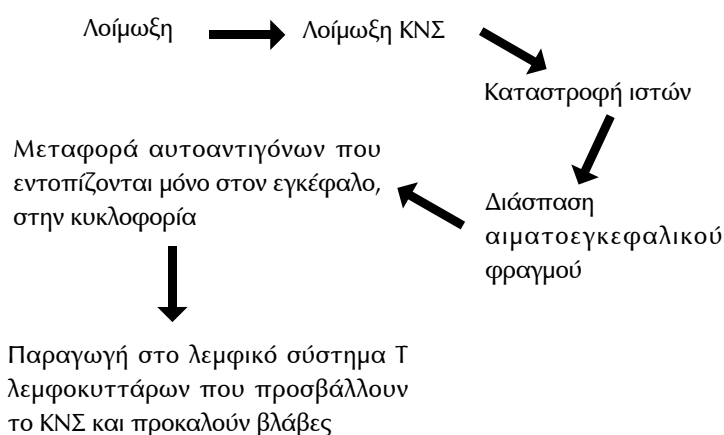 Λοίμωξη
Λοίμωξη ΚΝΣ
Καταστροφή ιστών
Διάσπαση
αιματοεγκεφαλικού
φραγμού
Μεταφορά αυτοαντιγόνων που
εντοπίζονται μόνο στον εγκέφαλο,
στην κυκλοφορία
Παραγωγή στο λεμφικό σύστημα Τ
λεμφοκυττάρων που προσβάλλουν
το ΚΝΣ και προκαλούν βλάβες